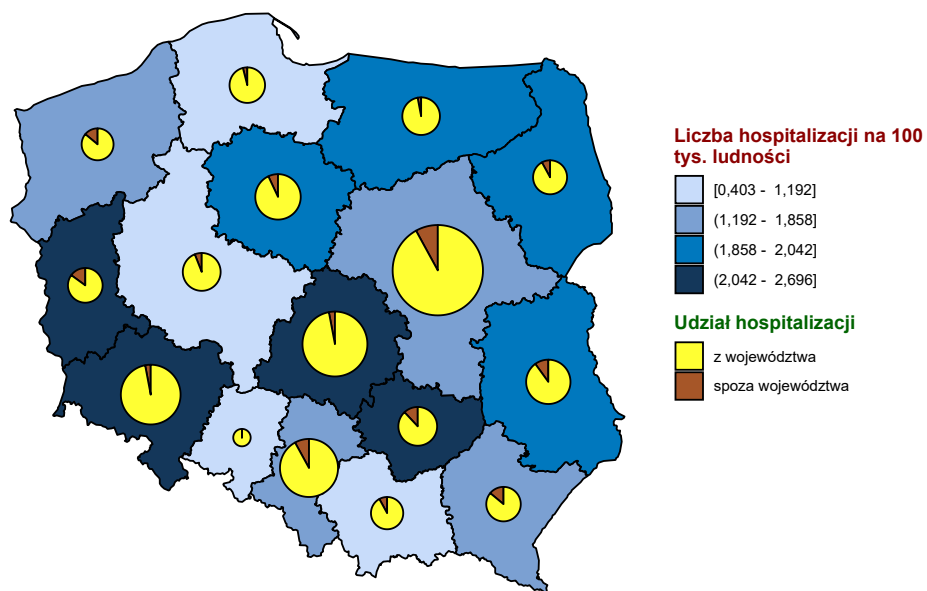 Liczba hospitalizacji na 100
tys. ludności
[0,403 - 1,192]
(1,192 - 1,858]
(1,858 - 2,042]
(2,042 - 2,696]
Udział hospitalizacji
z województwa
spoza województwa